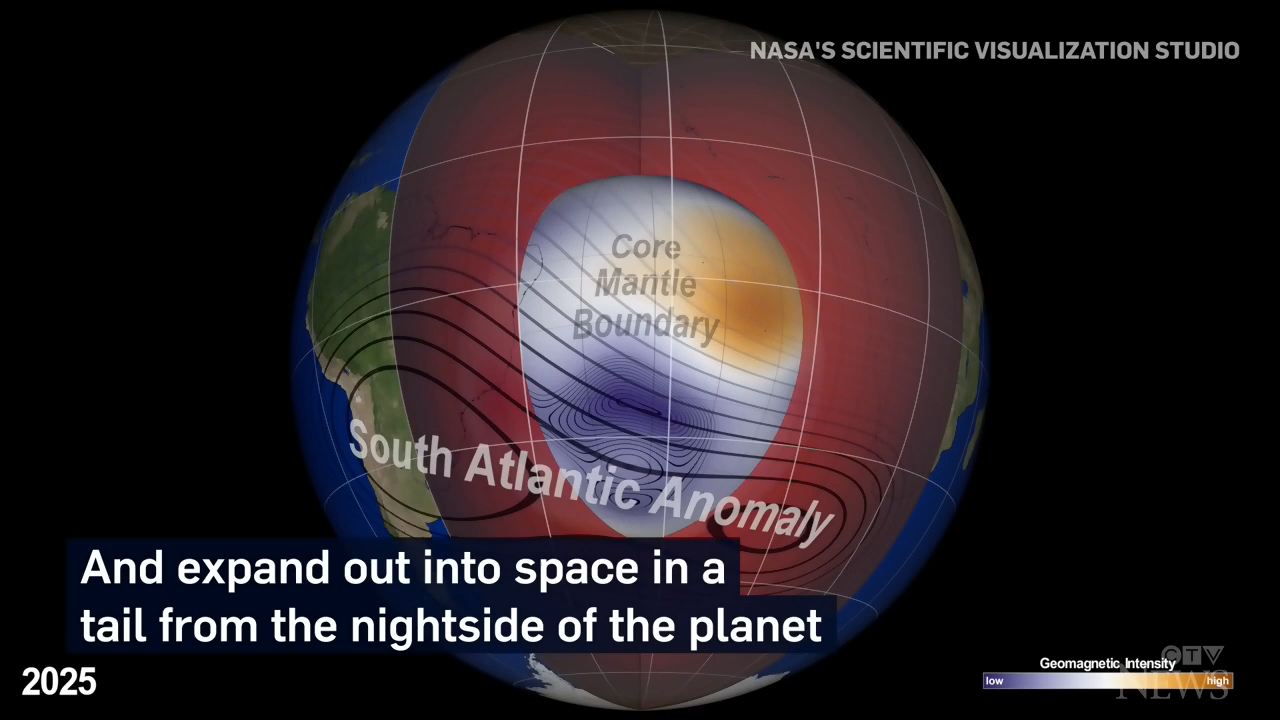 NASA'S SCIENTIFIC VISUALIZATION STUDIO
Core
Mantle
Boundary
South Atlantic Anomaly
And expand out into space in a
tail from the nightside of the planet
2025
Geomagnetic Intensity
low high
CTV
NEWS